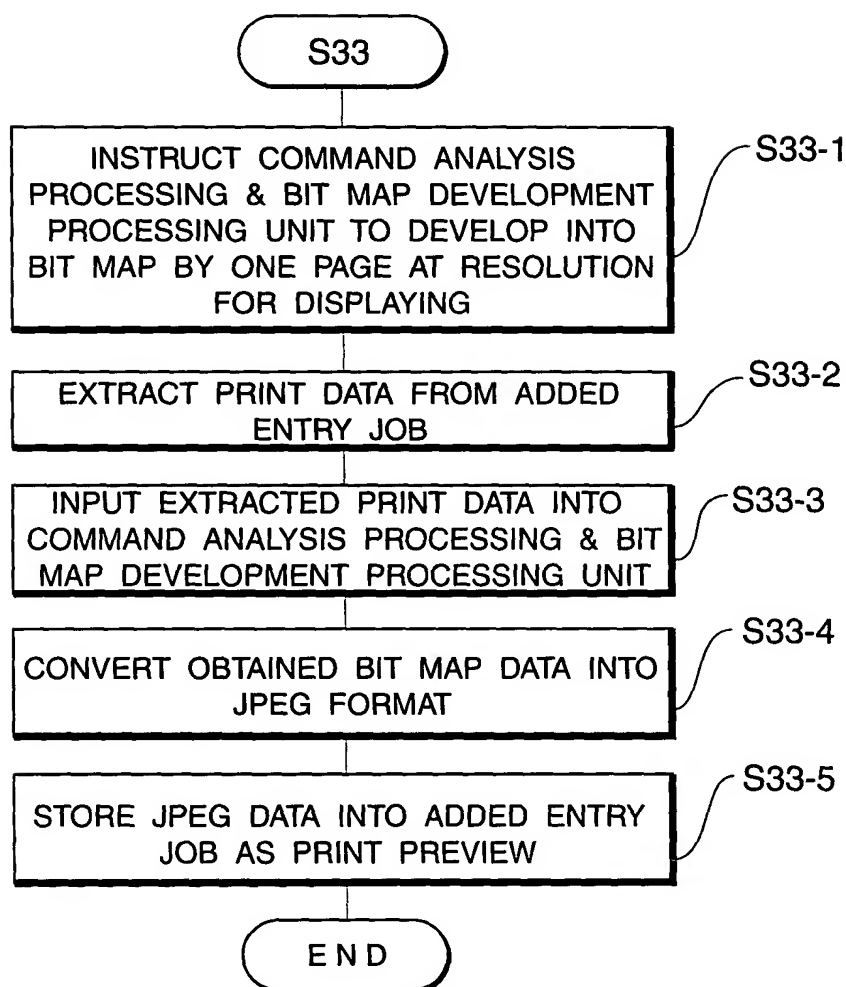 S33
INSTRUCT COMMAND ANALYSIS
PROCESSING & BIT MAP DEVELOPMENT
PROCESSING UNIT TO DEVELOP INTO
BIT MAP BY ONE PAGE AT RESOLUTION
FOR DISPLAYING
S33-1
EXTRACT PRINT DATA FROM ADDED
ENTRY JOB
S33-2
INPUT EXTRACTED PRINT DATA INTO
COMMAND ANALYSIS PROCESSING & BIT
MAP DEVELOPMENT PROCESSING UNIT
S33-3
CONVERT OBTAINED BIT MAP DATA INTO
JPEG FORMAT
S33-4
STORE JPEG DATA INTO ADDED ENTRY
JOB AS PRINT PREVIEW
S33-5
END